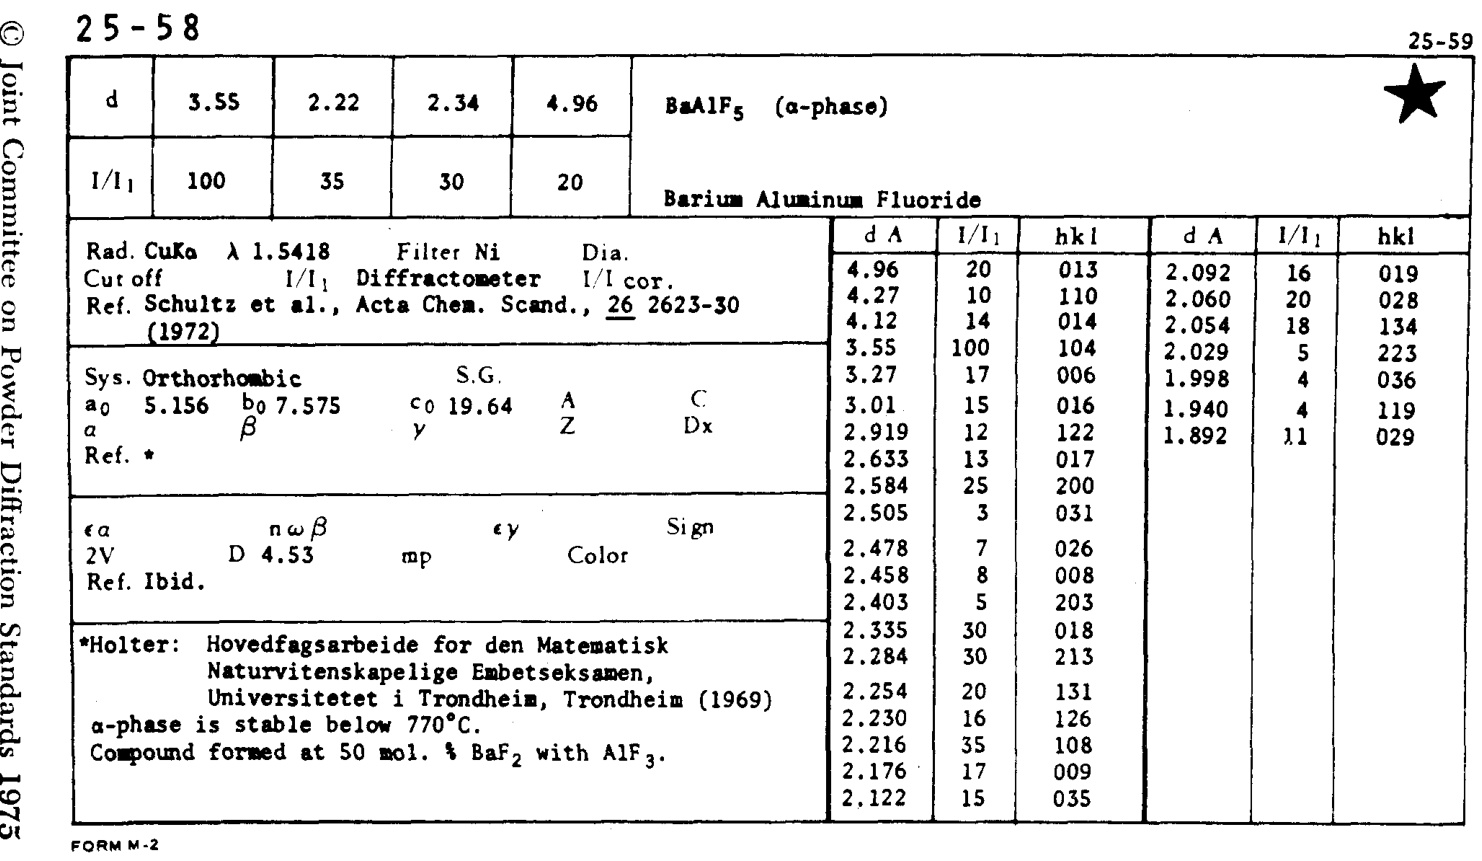 25-58
25-59
© Joint Committee on Powder Diffraction Standards 1975
d 3.55 2.22 2.34 4.96 BaAlF₅ (α-phase)
I/I₁ 100 35 30 20
Barium Aluminum Fluoride
Rad. CuKα λ 1.5418 Filter Ni Dia.
Cut off I/I₁ Diffractometer I/I cor.
Ref. Schultz et al., Acta Chem. Scand., 26 2623-30
(1972)
Sys. Orthorhombic S.G.
a₀ 5.156 b₀ 7.575 c₀ 19.64 A C
α β γ Z Dx
Ref. *
εα nωβ εγ Sign
2V D 4.53 mp Color
Ref. Ibid.
*Holter: Hovedfagsarbeide for den Matematisk
Naturvitenskapelige Embetseksamen,
Universitetet i Trondheim, Trondheim (1969)
α-phase is stable below 770°C.
Compound formed at 50 mol. % BaF₂ with AlF₃.
d A I/I₁ hkl d A I/I₁ hkl
4.96 20 013 2.092 16 019
4.27 10 110 2.060 20 028
4.12 14 014 2.054 18 134
3.55 100 104 2.029 5 223
3.27 17 006 1.998 4 036
3.01 15 016 1.940 4 119
2.919 12 122 1.892 11 029
2.633 13 017
2.584 25 200
2.505 3 031
2.478 7 026
2.458 8 008
2.403 5 203
2.335 30 018
2.284 30 213
2.254 20 131
2.230 16 126
2.216 35 108
2.176 17 009
2.122 15 035
FORM M-2